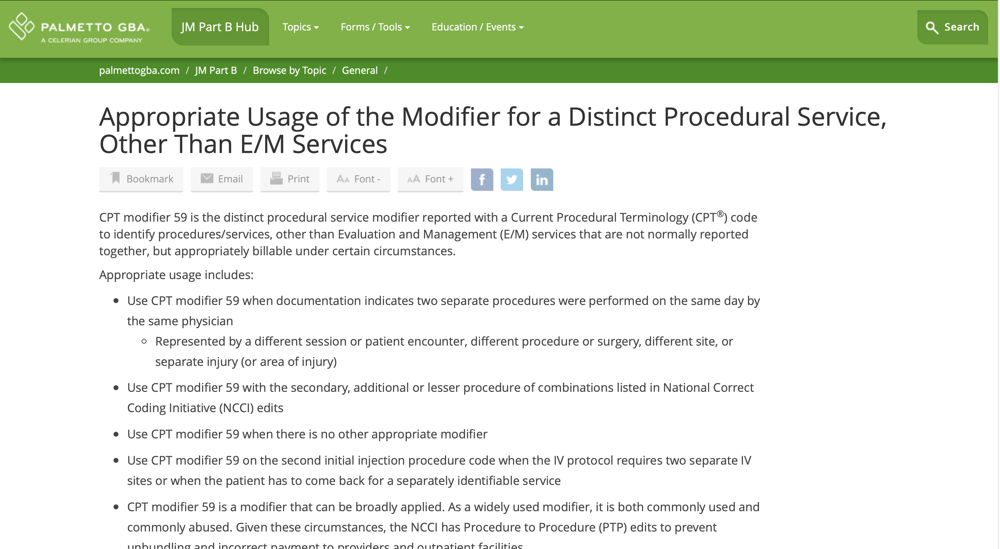 PALMETTO GBA®
A CELERIAN GROUP COMPANY
JM Part B Hub
Topics
Forms / Tools
Education / Events
Search
palmettogba.com / JM Part B / Browse by Topic / General /
Appropriate Usage of the Modifier for a Distinct Procedural Service,
Other Than E/M Services
Bookmark
Email
Print
AA Font -
AA Font +
f
in
CPT modifier 59 is the distinct procedural service modifier reported with a Current Procedural Terminology (CPT®) code
to identify procedures/services, other than Evaluation and Management (E/M) services that are not normally reported
together, but appropriately billable under certain circumstances.
Appropriate usage includes:
• Use CPT modifier 59 when documentation indicates two separate procedures were performed on the same day by
the same physician
◦ Represented by a different session or patient encounter, different procedure or surgery, different site, or
separate injury (or area of injury)
• Use CPT modifier 59 with the secondary, additional or lesser procedure of combinations listed in National Correct
Coding Initiative (NCCI) edits
• Use CPT modifier 59 when there is no other appropriate modifier
• Use CPT modifier 59 on the second initial injection procedure code when the IV protocol requires two separate IV
sites or when the patient has to come back for a separately identifiable service
• CPT modifier 59 is a modifier that can be broadly applied. As a widely used modifier, it is both commonly used and
commonly abused. Given these circumstances, the NCCI has Procedure to Procedure (PTP) edits to prevent
unbundling and incorrect payment to providers and outpatient facilities.